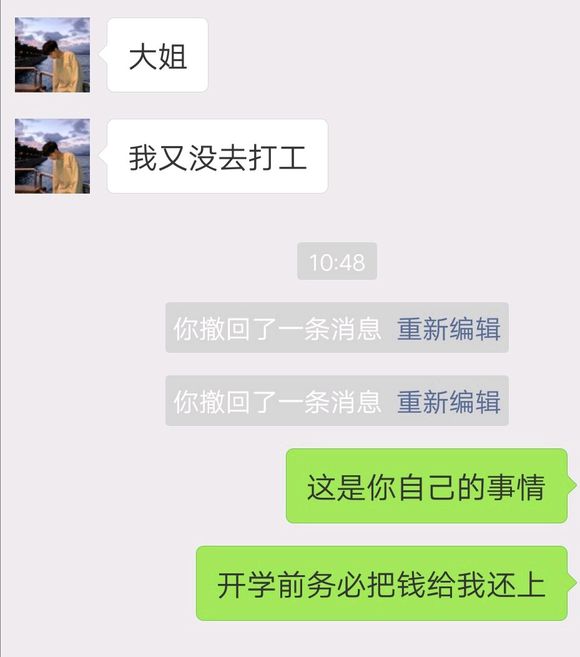 大姐
我又没去打工
10:48
你撤回了一条消息 重新编辑
你撤回了一条消息 重新编辑
这是你自己的事情
开学前务必把钱给我还上